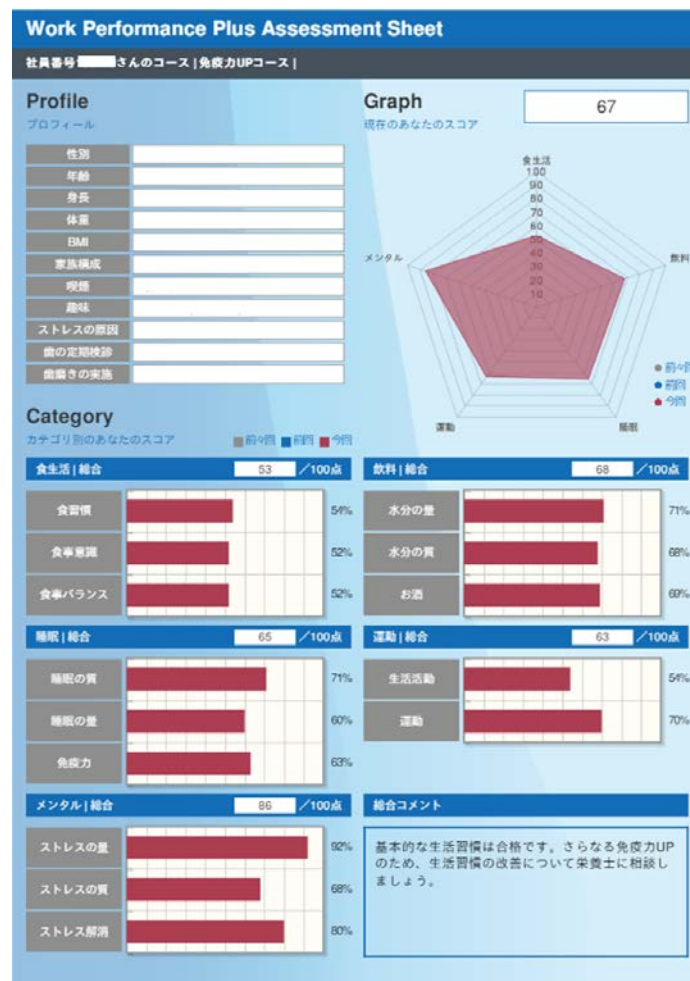 Work Performance Plus Assessment Sheet
社員番号 さんのコース|免疫力UPコース|
Profile
プロフィール
性別
年齢
身長
体重
BMI
家族構成
喫煙
趣味
ストレスの原因
歯の定期検診
歯磨きの実施
Graph
現在のあなたのスコア
67
食生活
100
90
80
70
60
50
40
30
20
10
メンタル
飲料
運動
睡眠
前々回
前回
今回
Category
カテゴリ別のあなたのスコア
前々回 前回 今回
食生活|総合 53 /100点
食習慣 54%
食事意識 52%
食事バランス 52%
飲料|総合 68 /100点
水分の量 71%
水分の質 68%
お酒 69%
睡眠|総合 65 /100点
睡眠の質 71%
睡眠の量 60%
免疫力 63%
運動|総合 63 /100点
生活活動 54%
運動 70%
メンタル|総合 86 /100点
ストレスの量 92%
ストレスの質 68%
ストレス解消 80%
総合コメント
基本的な生活習慣は合格です。さらなる免疫力UP
のため、生活習慣の改善について栄養士に相談し
ましょう。